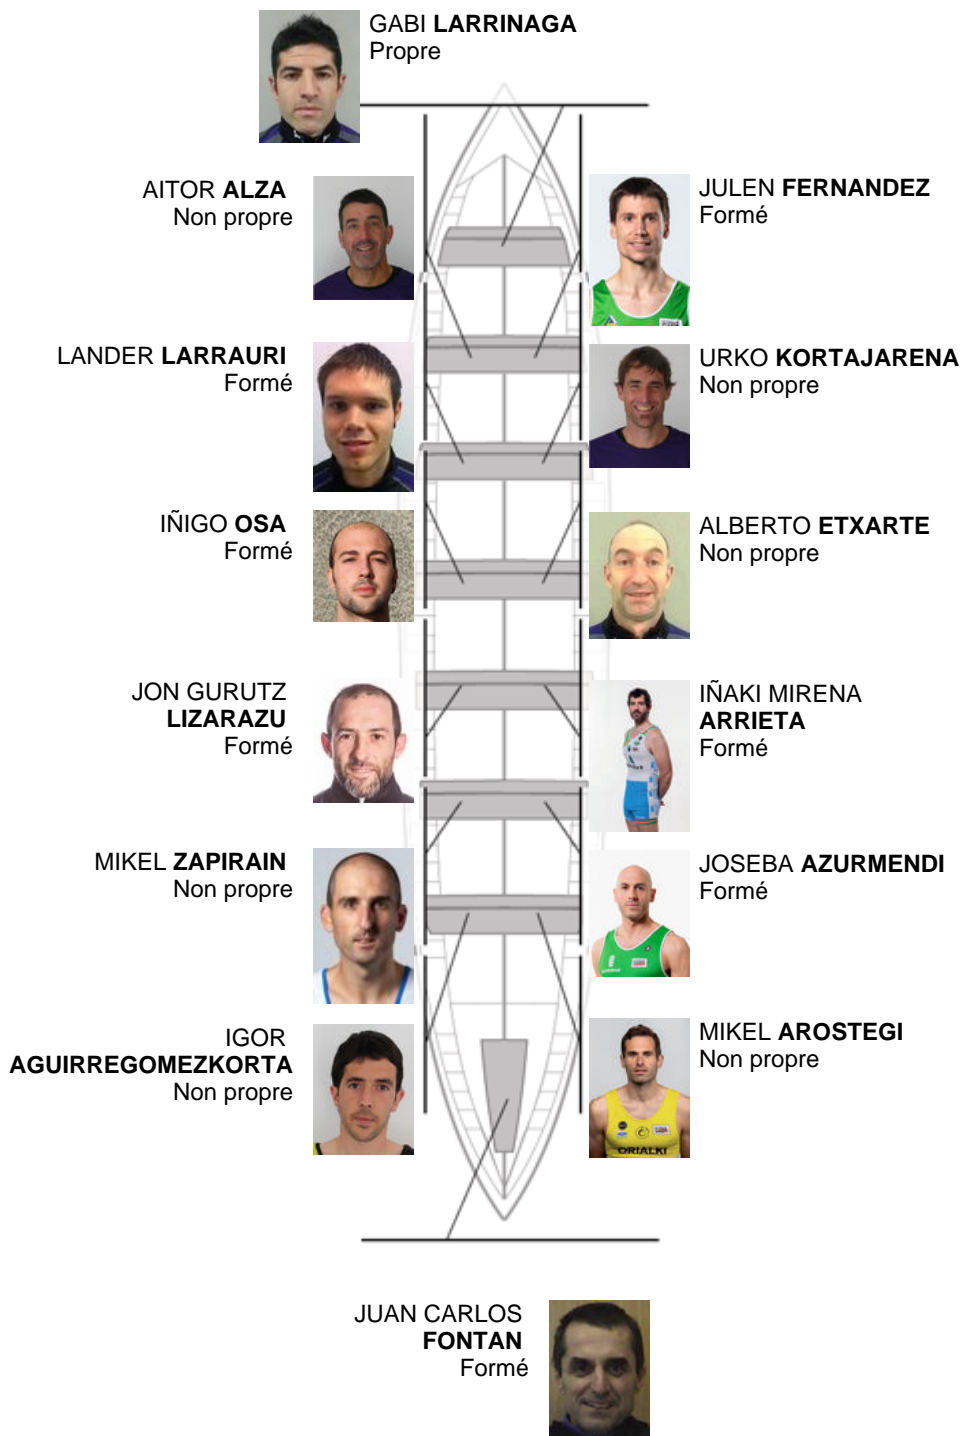 GABI LARRINAGA
Propre
AITOR ALZA
Non propre
JULEN FERNANDEZ
Formé
LANDER LARRAURI
Formé
URKO KORTAJARENA
Non propre
IÑIGO OSA
Formé
ALBERTO ETXARTE
Non propre
JON GURUTZ
LIZARAZU
Formé
IÑAKI MIRENA
ARRIETA
Formé
MIKEL ZAPIRAIN
Non propre
JOSEBA AZURMENDI
Formé
IGOR
AGUIRREGOMEZKORTA
Non propre
MIKEL AROSTEGI
Non propre
ORIALKI
JUAN CARLOS
FONTAN
Formé